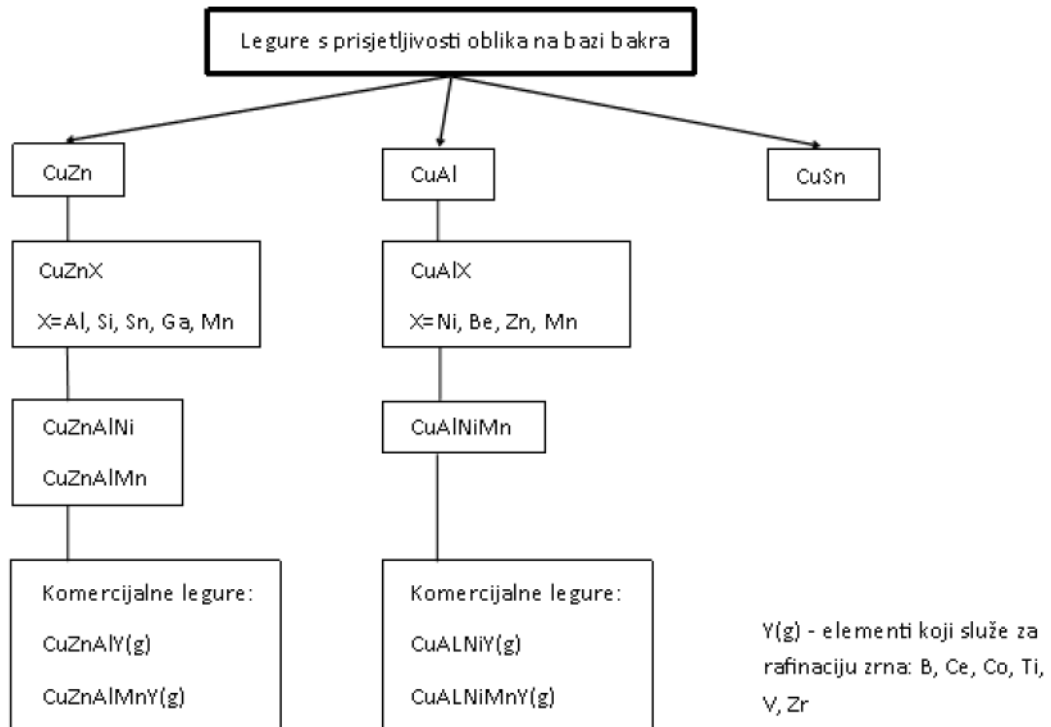 Legure s prisjetljivosti oblika na bazi bakra
CuZn
CuAl
CuSn
CuZnX
X=Al, Si, Sn, Ga, Mn
CuAlX
X=Ni, Be, Zn, Mn
CuZnAlNi
CuZnAlMn
CuAlNiMn
Komercijalne legure:
CuZnAlY(g)
CuZnAlMnY(g)
Komercijalne legure:
CuALNiY(g)
CuALNiMnY(g)
Y(g) - elementi koji služe za
rafinaciju zrna: B, Ce, Co, Ti,
V, Zr